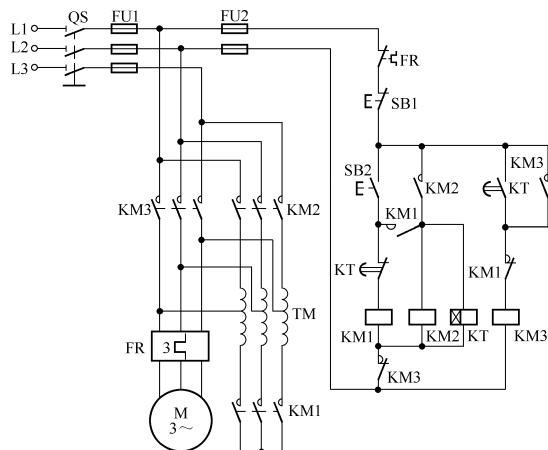 QS FU1 FU2
L1
L2
L3
FR
SB1
SB2 KM3
KM3 KM2 KM2 KT
KM1
KT KM1
TM
FR 3 KM1 KM2 KT KM3
KM3
M
3~ KM1